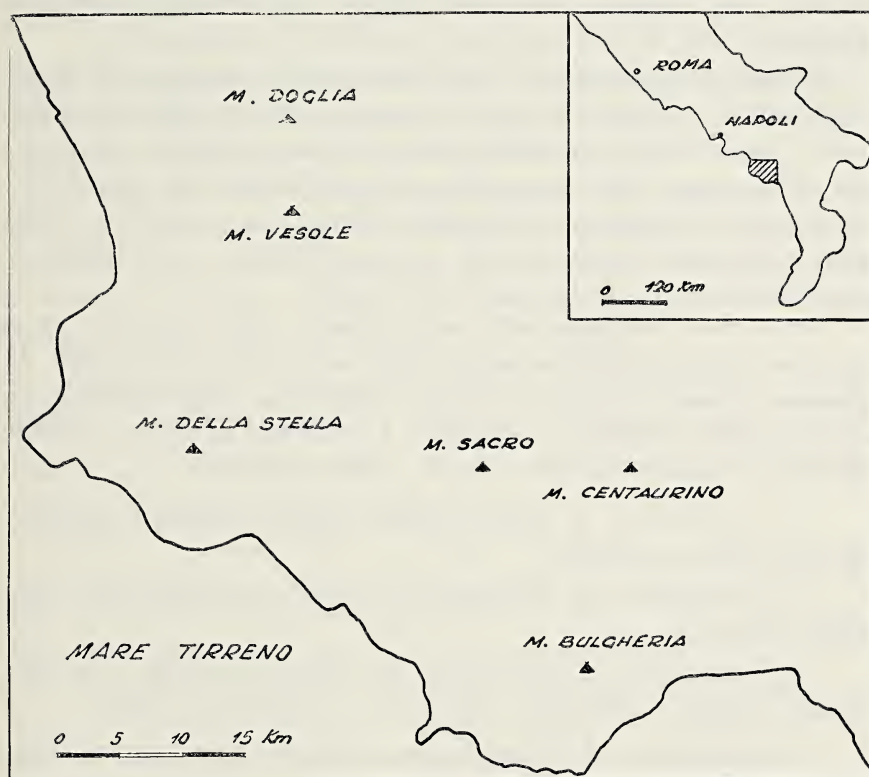 M. DOGLIA
M. VESOLE
ROMA
NAPOLI
0 120 Km
M. DELLA STELLA
M. SACRO
M. CENTAURINO
MARE TIRRENO
M. BULGHERIA
0 5 10 15 Km